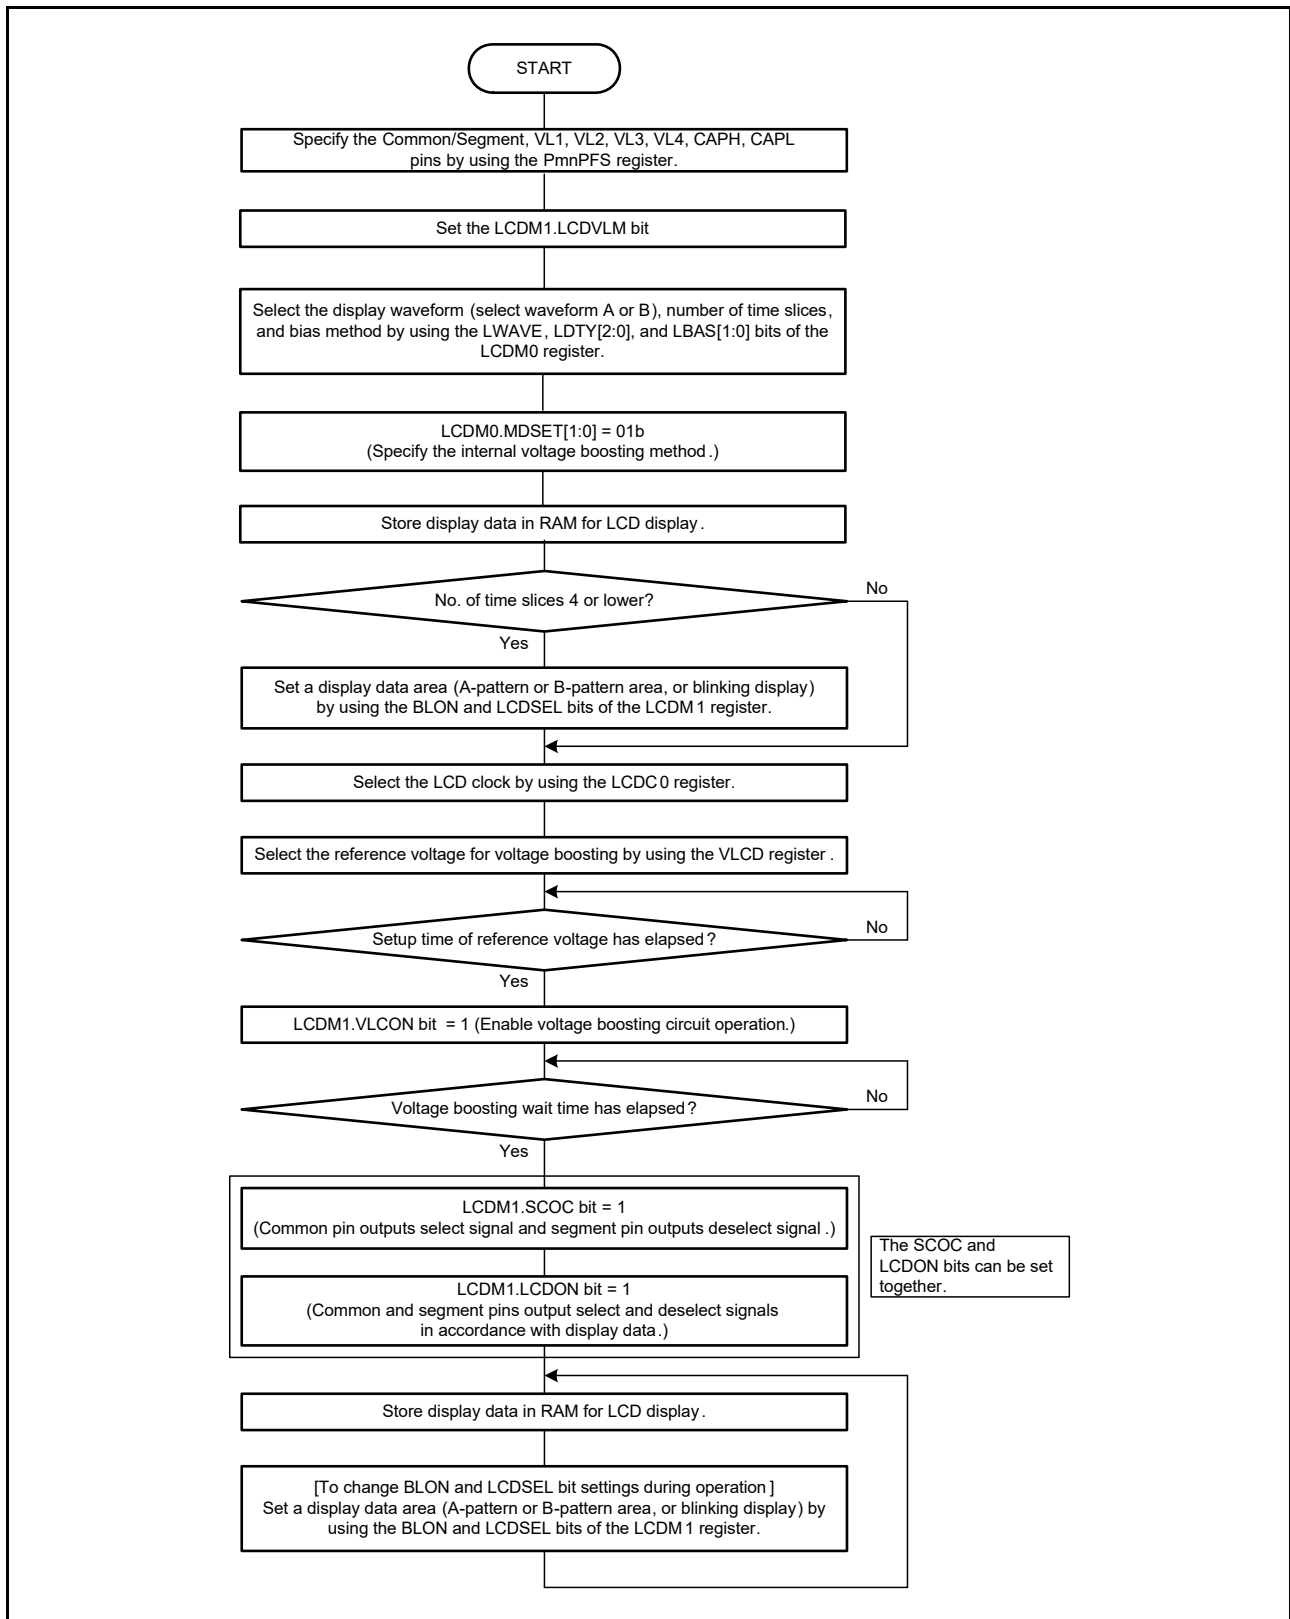 START
Specify the Common/Segment, VL1, VL2, VL3, VL4, CAPH, CAPL
pins by using the PmnPFS register.
Set the LCDM1.LCDVLM bit
Select the display waveform (select waveform A or B), number of time slices,
and bias method by using the LWAVE, LDTY[2:0], and LBAS[1:0] bits of the
LCDM0 register.
LCDM0.MDSET[1:0] = 01b
(Specify the internal voltage boosting method.)
Store display data in RAM for LCD display.
No. of time slices 4 or lower?
No
Yes
Set a display data area (A-pattern or B-pattern area, or blinking display)
by using the BLON and LCDSEL bits of the LCDM1 register.
Select the LCD clock by using the LCDC0 register.
Select the reference voltage for voltage boosting by using the VLCD register.
Setup time of reference voltage has elapsed?
No
Yes
LCDM1.VLCON bit = 1 (Enable voltage boosting circuit operation.)
Voltage boosting wait time has elapsed?
No
Yes
LCDM1.SCOC bit = 1
(Common pin outputs select signal and segment pin outputs deselect signal.)
LCDM1.LCDON bit = 1
(Common and segment pins output select and deselect signals
in accordance with display data.)
The SCOC and
LCDON bits can be set
together.
Store display data in RAM for LCD display.
[To change BLON and LCDSEL bit settings during operation]
Set a display data area (A-pattern or B-pattern area, or blinking display) by
using the BLON and LCDSEL bits of the LCDM1 register.